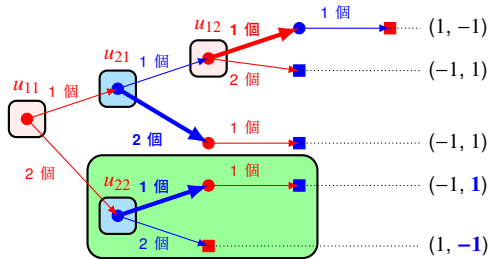 u12 1 個 1 個 (1, −1)
u21 1 個 2 個 (−1, 1)
u11 1 個
2 個 1 個 (−1, 1)
2 個 u22 1 個 1 個 (−1, 1)
2 個 (1, −1)